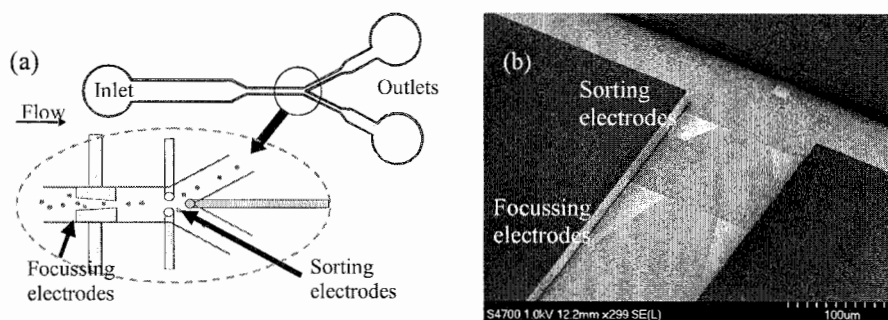 (a)
Inlet
Outlets
Flow
Focussing
electrodes
Sorting
electrodes
(b)
Sorting
electrodes
Focussing
electrodes
S4700 1.0kV 12.2mm x299 SE(L)
100um